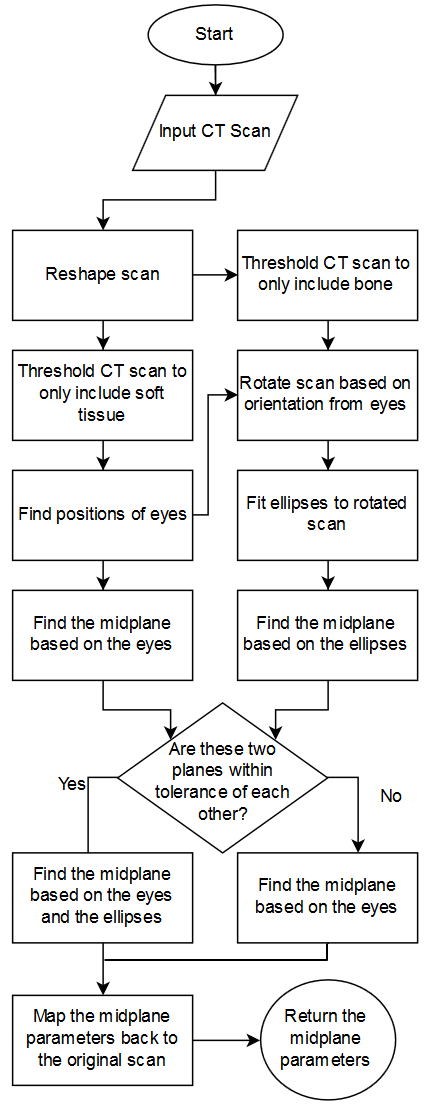 Start
Input CT Scan
Reshape scan
Threshold CT scan to
only include bone
Threshold CT scan to
only include soft
tissue
Rotate scan based on
orientation from eyes
Find positions of eyes
Fit ellipses to rotated
scan
Find the midplane
based on the eyes
Find the midplane
based on the ellipses
Are these two
planes within
tolerance of each
other?
Yes
No
Find the midplane
based on the eyes
and the ellipses
Find the midplane
based on the eyes
Map the midplane
parameters back to
the original scan
Return the
midplane
parameters